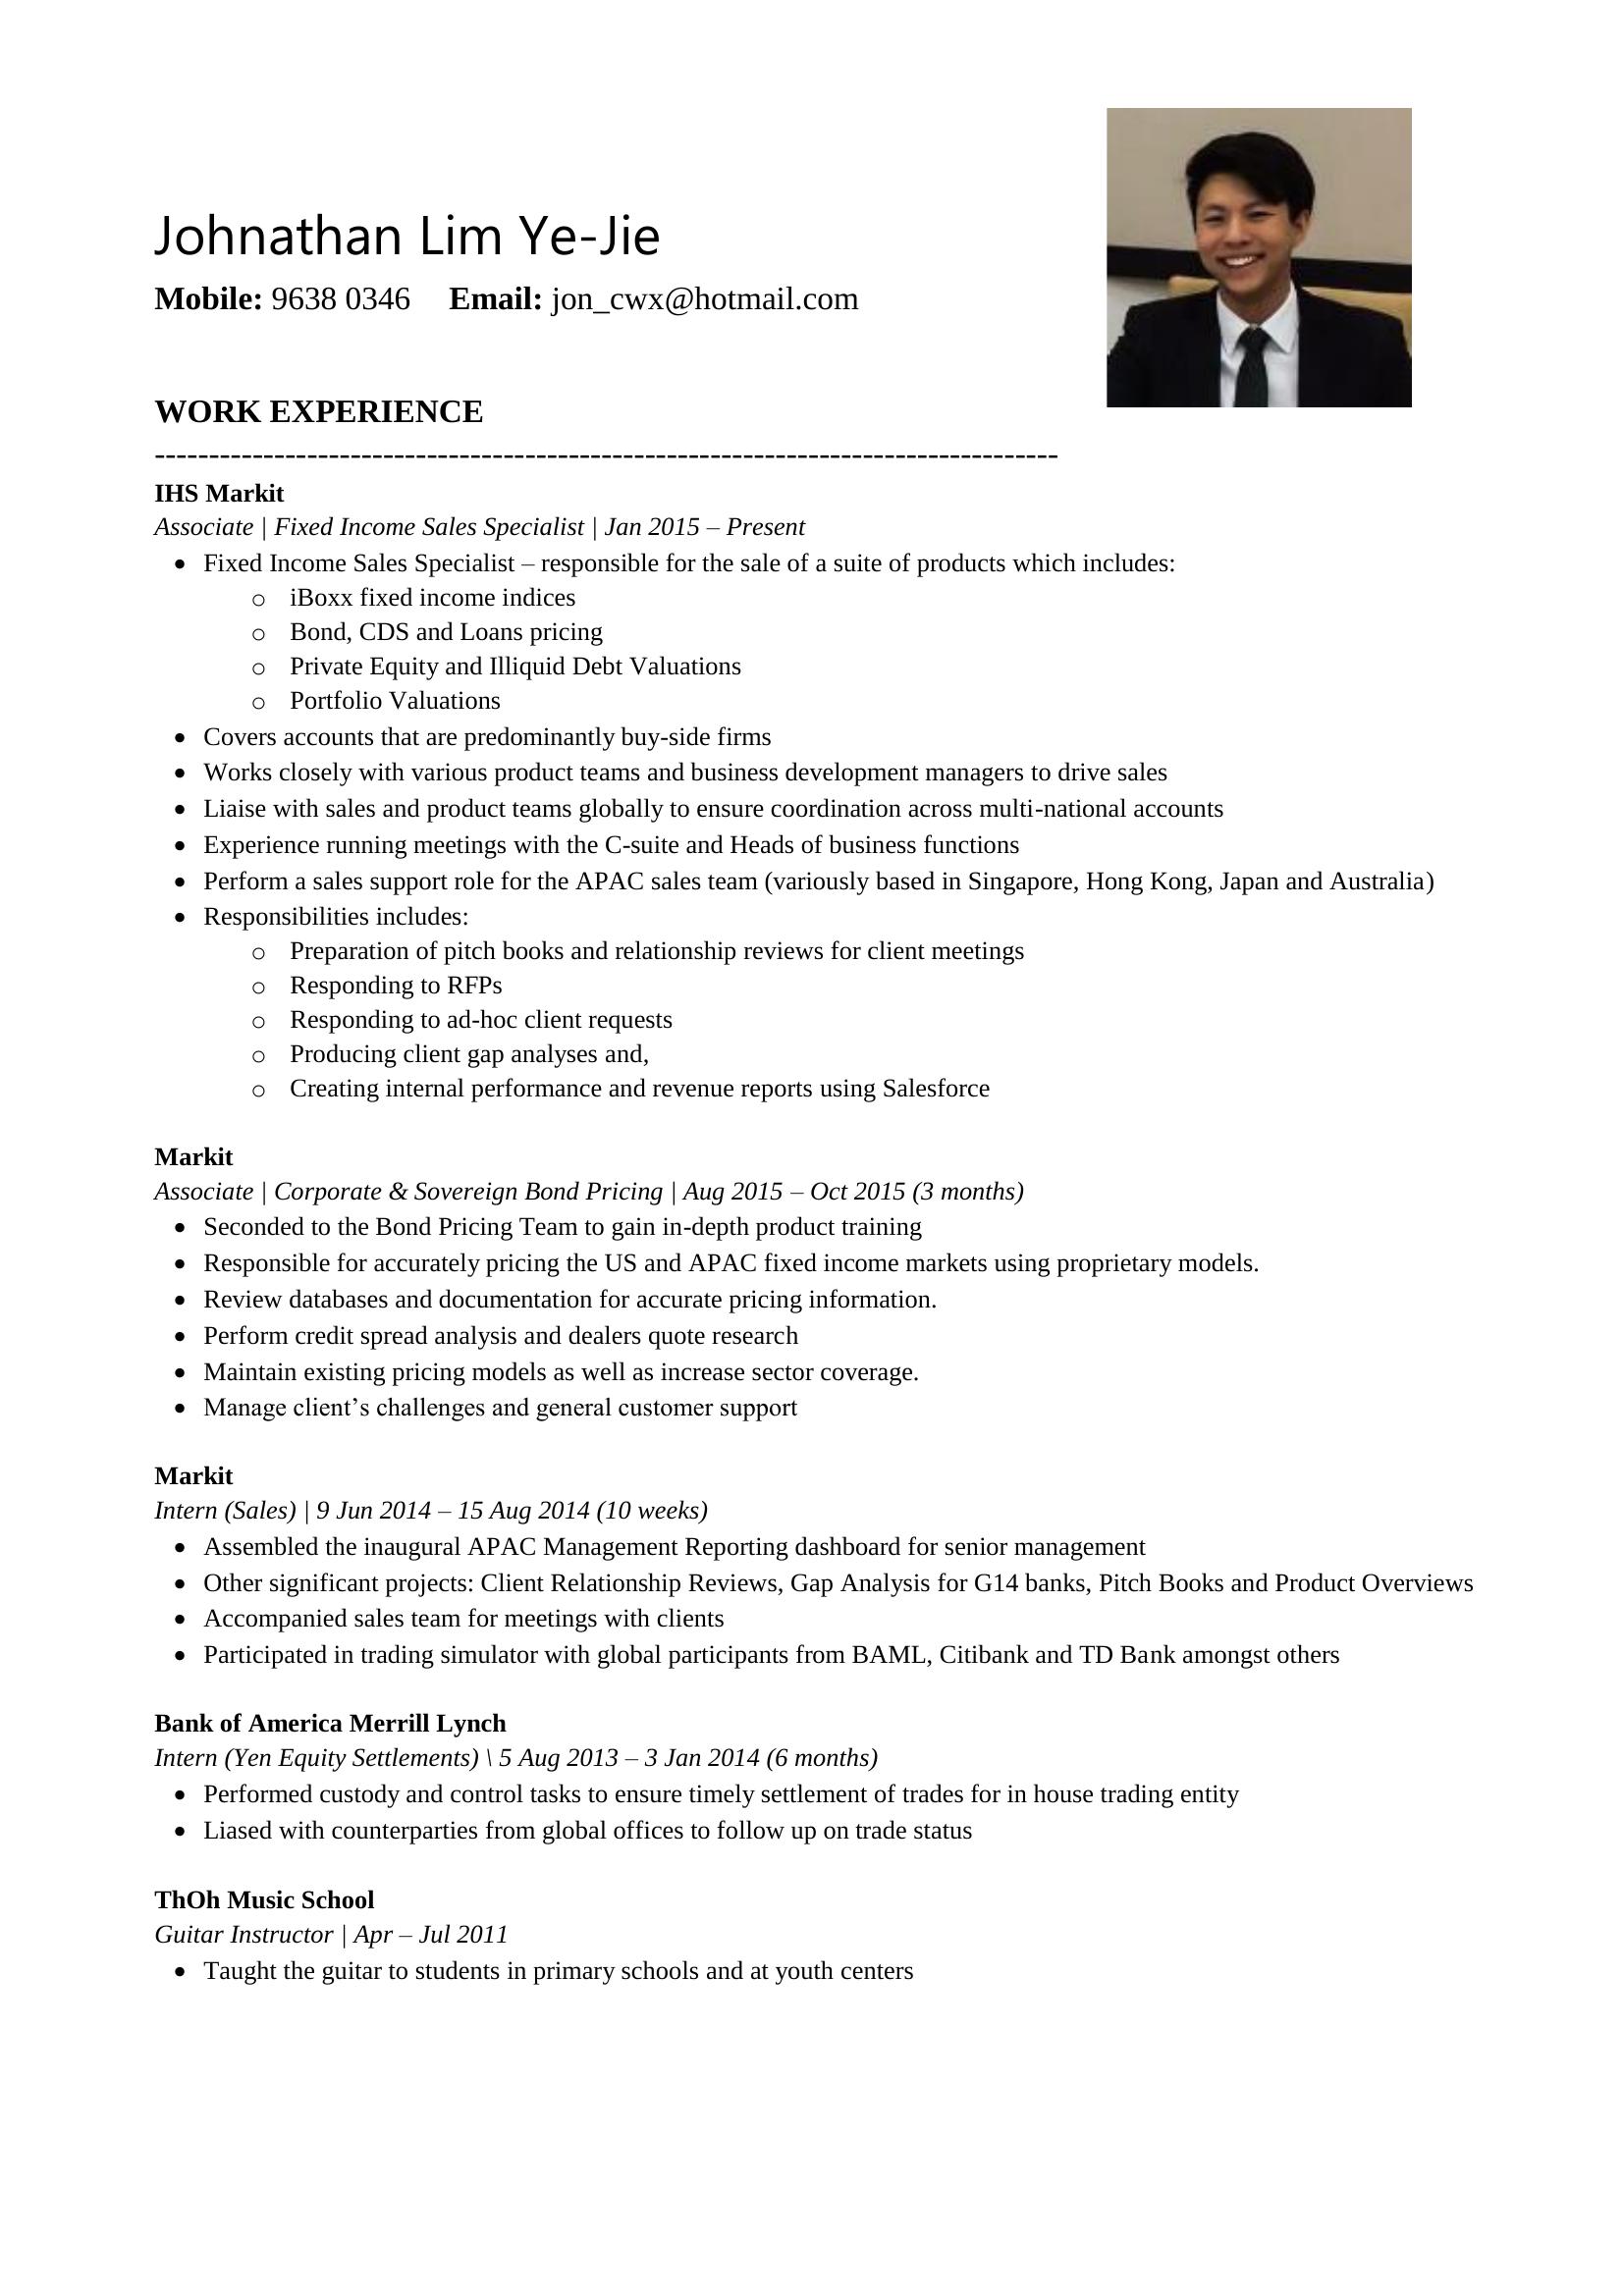 Johnathan Lim Ye-Jie
Mobile: 9638 0346 Email: jon_cwx@hotmail.com
WORK EXPERIENCE
-----------------------------------------------------------------------------------
IHS Markit
Associate | Fixed Income Sales Specialist | Jan 2015 – Present
• Fixed Income Sales Specialist – responsible for the sale of a suite of products which includes:
o iBoxx fixed income indices
o Bond, CDS and Loans pricing
o Private Equity and Illiquid Debt Valuations
o Portfolio Valuations
• Covers accounts that are predominantly buy-side firms
• Works closely with various product teams and business development managers to drive sales
• Liaise with sales and product teams globally to ensure coordination across multi-national accounts
• Experience running meetings with the C-suite and Heads of business functions
• Perform a sales support role for the APAC sales team (variously based in Singapore, Hong Kong, Japan and Australia)
• Responsibilities includes:
o Preparation of pitch books and relationship reviews for client meetings
o Responding to RFPs
o Responding to ad-hoc client requests
o Producing client gap analyses and,
o Creating internal performance and revenue reports using Salesforce
Markit
Associate | Corporate & Sovereign Bond Pricing | Aug 2015 – Oct 2015 (3 months)
• Seconded to the Bond Pricing Team to gain in-depth product training
• Responsible for accurately pricing the US and APAC fixed income markets using proprietary models.
• Review databases and documentation for accurate pricing information.
• Perform credit spread analysis and dealers quote research
• Maintain existing pricing models as well as increase sector coverage.
• Manage client’s challenges and general customer support
Markit
Intern (Sales) | 9 Jun 2014 – 15 Aug 2014 (10 weeks)
• Assembled the inaugural APAC Management Reporting dashboard for senior management
• Other significant projects: Client Relationship Reviews, Gap Analysis for G14 banks, Pitch Books and Product Overviews
• Accompanied sales team for meetings with clients
• Participated in trading simulator with global participants from BAML, Citibank and TD Bank amongst others
Bank of America Merrill Lynch
Intern (Yen Equity Settlements) \ 5 Aug 2013 – 3 Jan 2014 (6 months)
• Performed custody and control tasks to ensure timely settlement of trades for in house trading entity
• Liased with counterparties from global offices to follow up on trade status
ThOh Music School
Guitar Instructor | Apr – Jul 2011
• Taught the guitar to students in primary schools and at youth centers